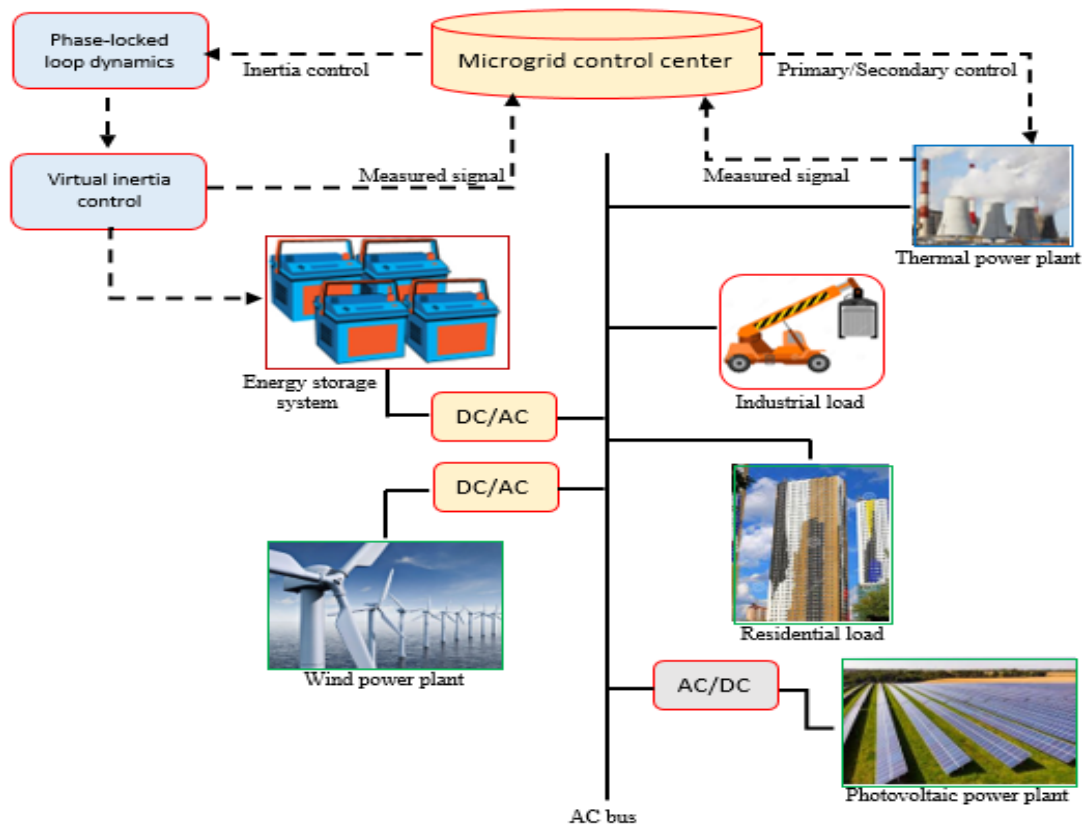 Phase-locked
loop dynamics
Microgrid control center
Inertia control
Primary/Secondary control
Virtual inertia
control
Measured signal
Measured signal
Thermal power plant
Energy storage
system
Industrial load
DC/AC
DC/AC
Residential load
Wind power plant
AC/DC
Photovoltaic power plant
AC bus